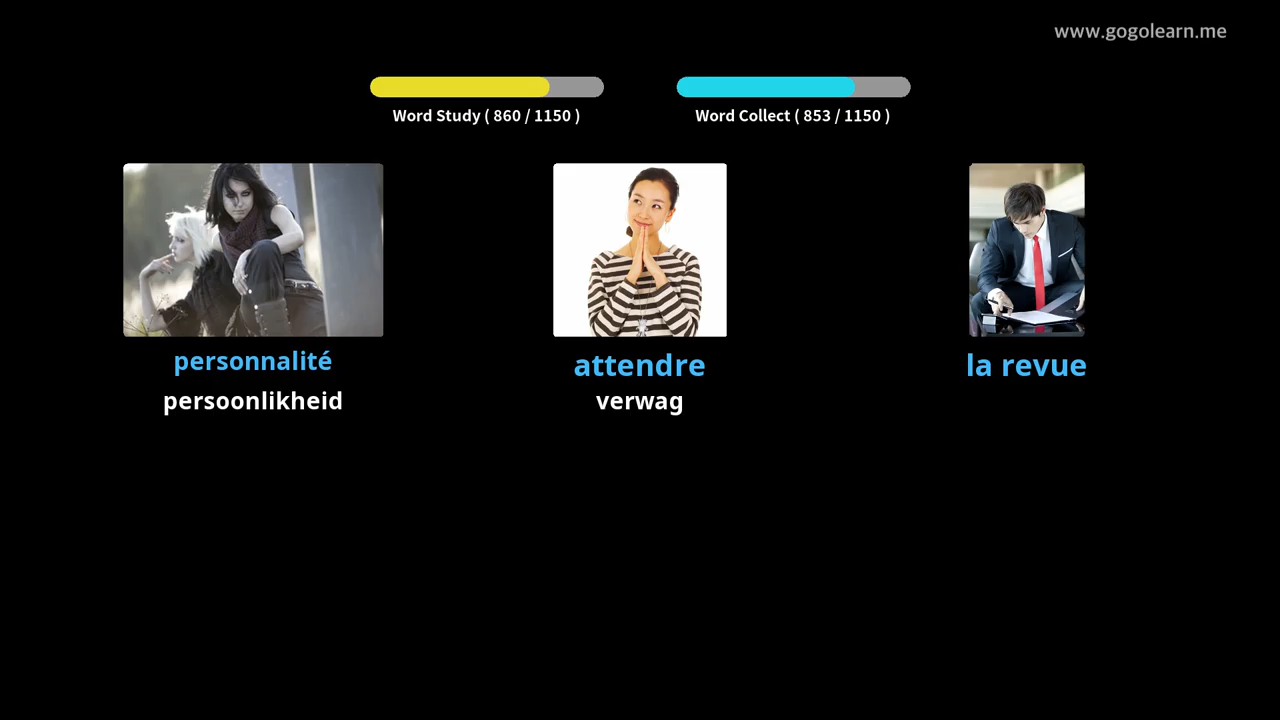 www.gogolearn.me
Word Study ( 860 / 1150 )
Word Collect ( 853 / 1150 )
personnalité
attendre
la revue
persoonlikheid
verwag